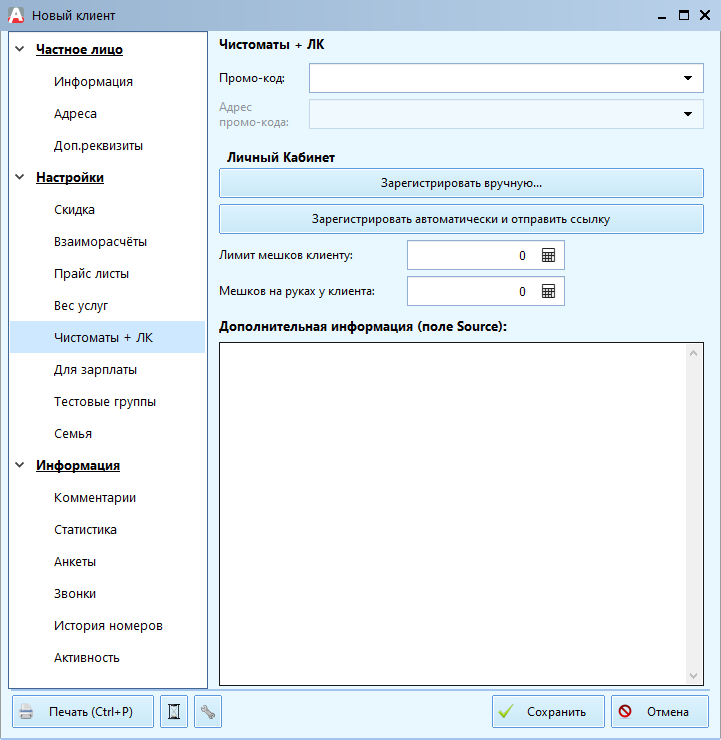 Новый клиент
Частное лицо
Информация
Адреса
Доп.реквизиты
Настройки
Скидка
Взаиморасчёты
Прайс листы
Вес услуг
Чистоматы + ЛК
Для зарплаты
Тестовые группы
Семья
Информация
Комментарии
Статистика
Анкеты
Звонки
История номеров
Активность
Чистоматы + ЛК
Промо-код:
Адрес
промо-кода:
Личный Кабинет
Зарегистрировать вручную...
Зарегистрировать автоматически и отправить ссылку
Лимит мешков клиенту: 0
Мешков на руках у клиента: 0
Дополнительная информация (поле Source):
Печать (Ctrl+P)
Сохранить
Отмена